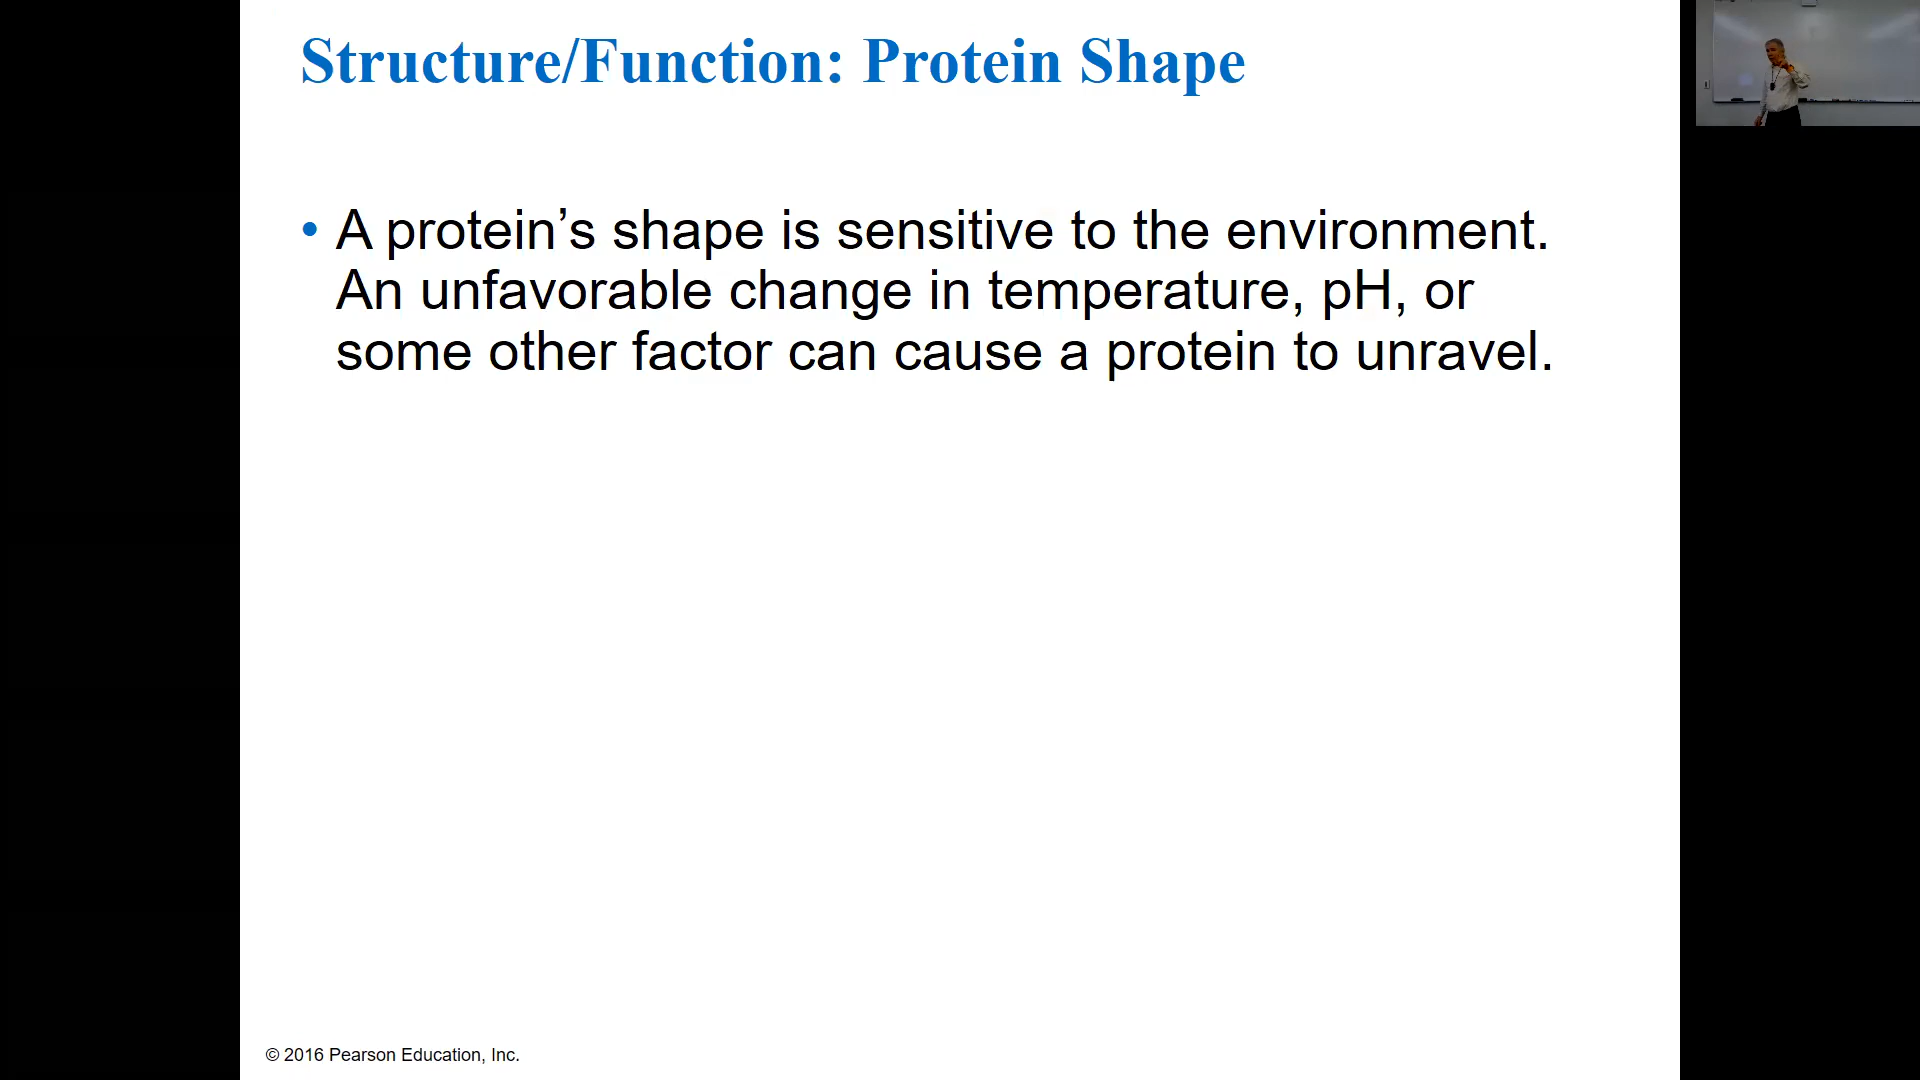 Structure/Function: Protein Shape
• A protein’s shape is sensitive to the environment.
An unfavorable change in temperature, pH, or
some other factor can cause a protein to unravel.
© 2016 Pearson Education, Inc.